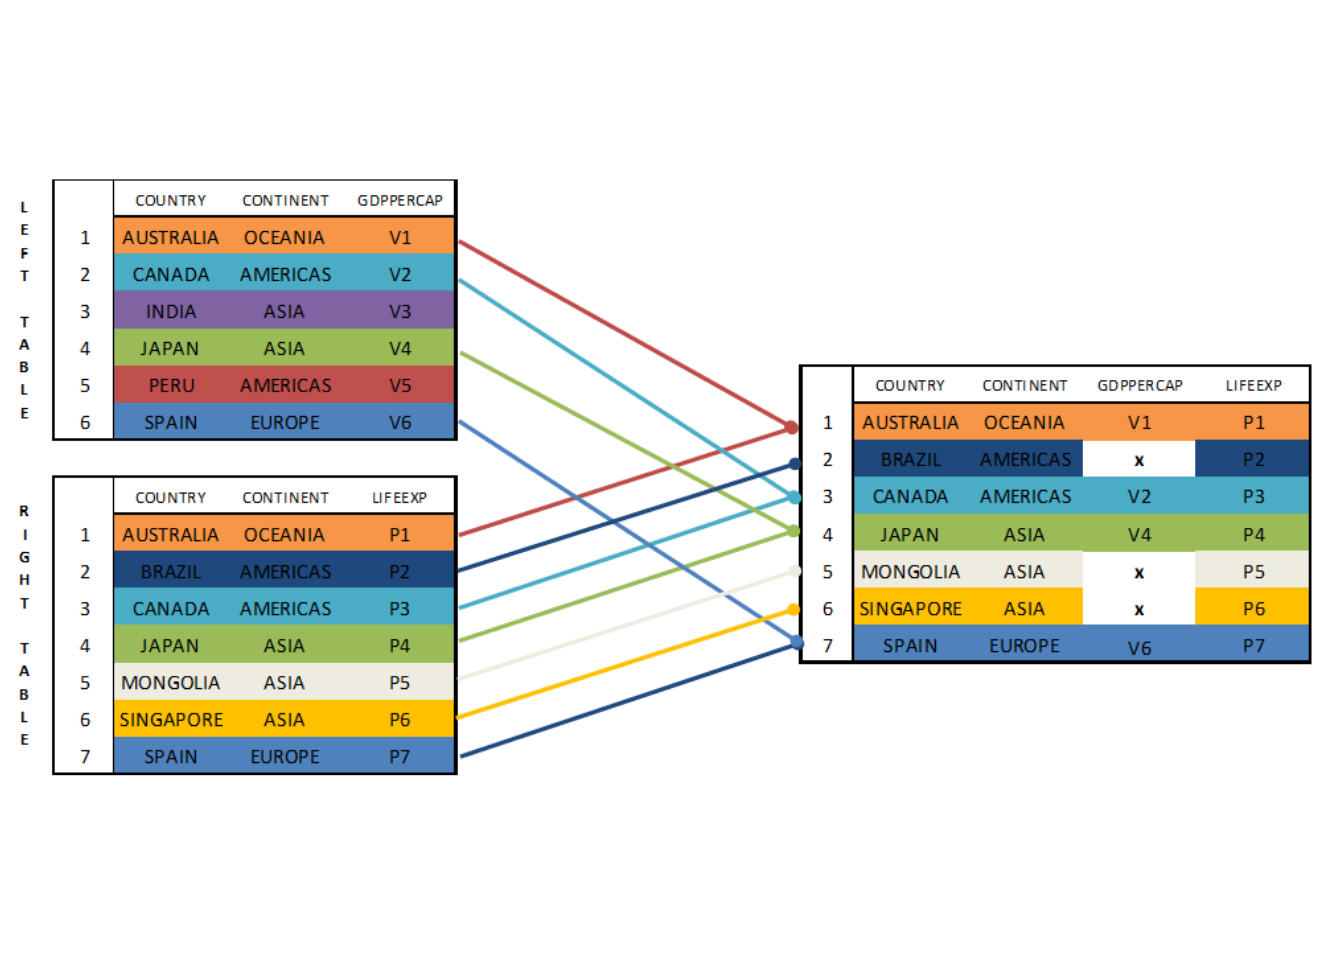 LEFT TABLE
COUNTRY CONTINENT GDPPERCAP
1 AUSTRALIA OCEANIA V1
2 CANADA AMERICAS V2
3 INDIA ASIA V3
4 JAPAN ASIA V4
5 PERU AMERICAS V5
6 SPAIN EUROPE V6
RIGHT TABLE
COUNTRY CONTINENT LIFEEXP
1 AUSTRALIA OCEANIA P1
2 BRAZIL AMERICAS P2
3 CANADA AMERICAS P3
4 JAPAN ASIA P4
5 MONGOLIA ASIA P5
6 SINGAPORE ASIA P6
7 SPAIN EUROPE P7
COUNTRY CONTINENT GDPPERCAP LIFEEXP
1 AUSTRALIA OCEANIA V1 P1
2 BRAZIL AMERICAS x P2
3 CANADA AMERICAS V2 P3
4 JAPAN ASIA V4 P4
5 MONGOLIA ASIA x P5
6 SINGAPORE ASIA x P6
7 SPAIN EUROPE V6 P7